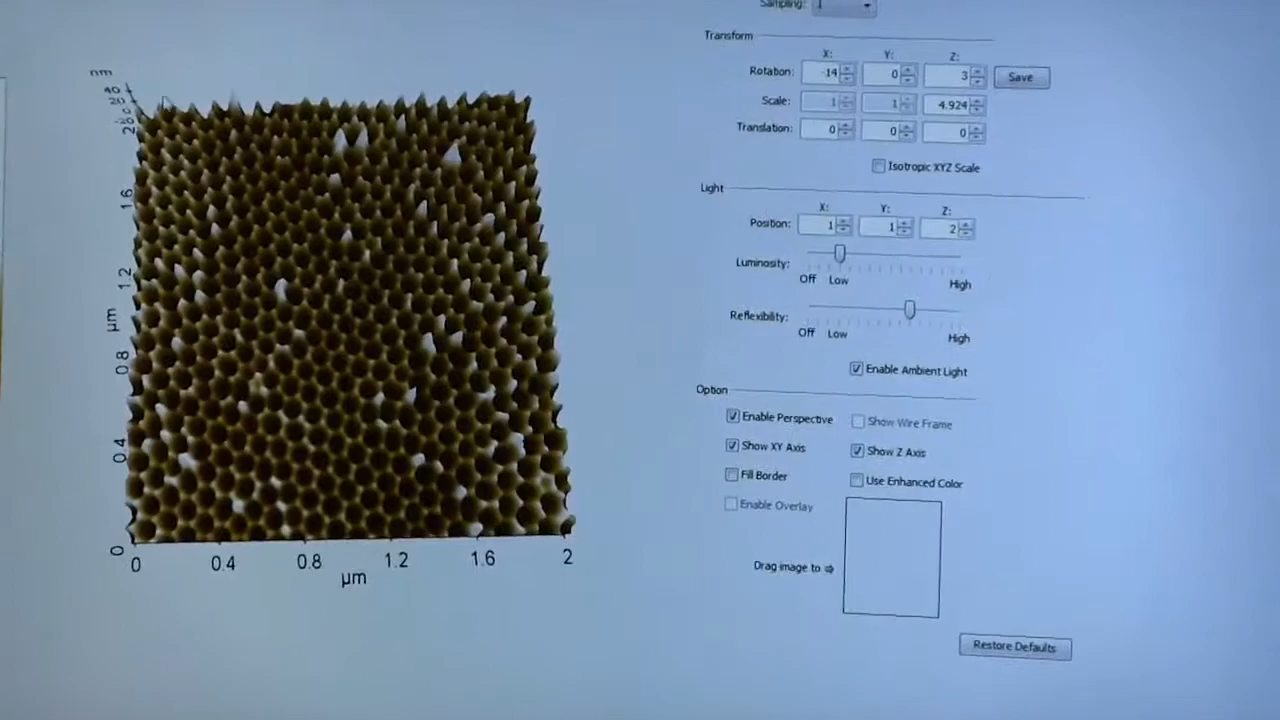 Sampling: 1
Transform
X: Y: Z:
Rotation: -14 0 3 Save
Scale: 1 1 4.924
Translation: 0 0 0
Isotropic XYZ Scale
Light
X: Y: Z:
Position: 1 1 2
Luminosity:
Off Low High
Reflexibility:
Off Low High
Enable Ambient Light
Option
Enable Perspective Show Wire Frame
Show XY Axis Show Z Axis
Fill Border Use Enhanced Color
Enable Overlay
Drag image to ⇒
Restore Defaults
nm
40
20
0
2
1.6
1.2
µm
0.8
0.4
0
0 0.4 0.8 1.2 1.6 2
µm